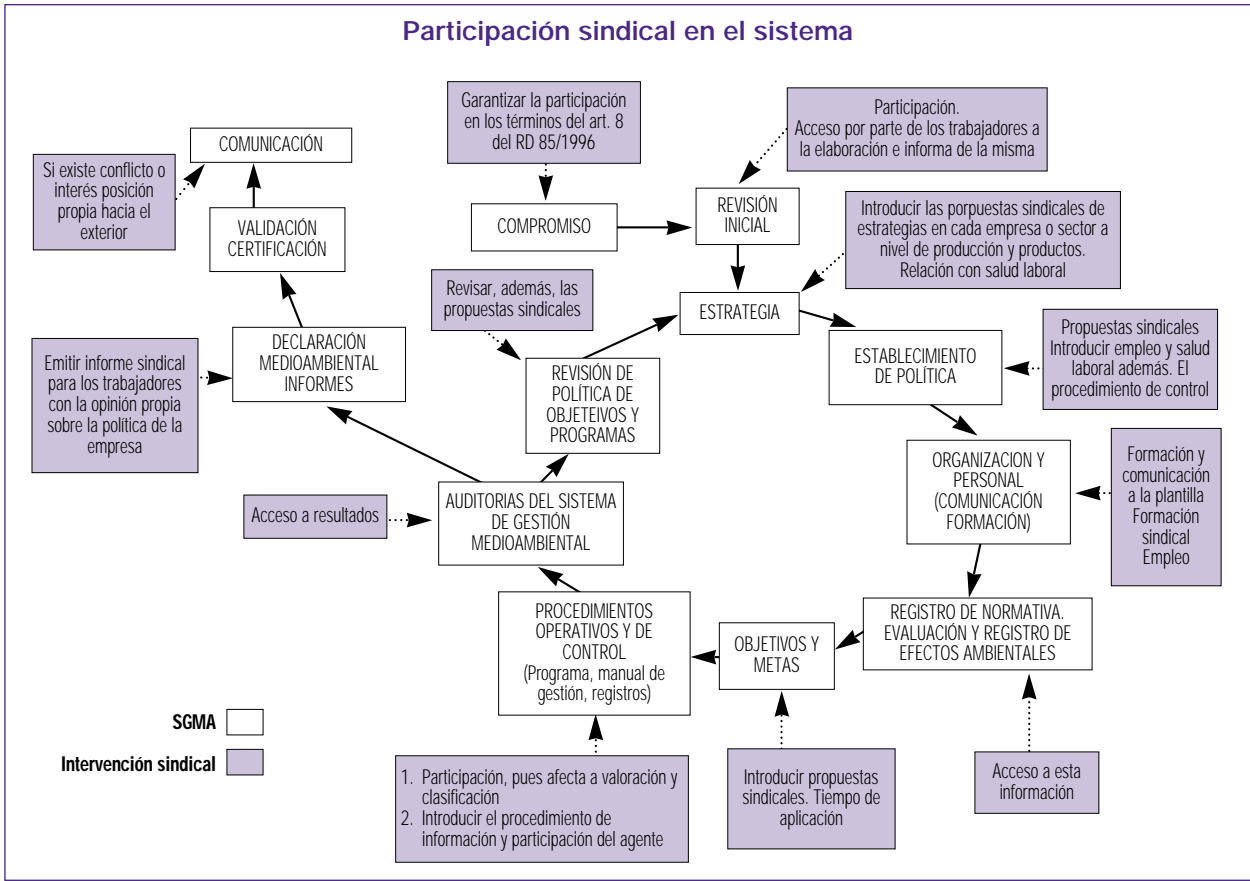 Participación sindical en el sistema
Garantizar la participación
en los términos del art. 8
del RD 85/1996
Participación.
Acceso por parte de los trabajadores a
la elaboración e informa de la misma
COMUNICACIÓN
Si existe conflicto o
interés posición
propia hacia el
exterior
VALIDACIÓN
CERTIFICACIÓN
COMPROMISO
REVISIÓN
INICIAL
Introducir las porpuestas sindicales de
estrategias en cada empresa o sector a
nivel de producción y productos.
Relación con salud laboral
Revisar, además, las
propuestas sindicales
ESTRATEGIA
DECLARACIÓN
MEDIOAMBIENTAL
INFORMES
Emitir informe sindical
para los trabajadores
con la opinión propia
sobre la política de la
empresa
REVISIÓN DE
POLÍTICA DE
OBJETEIVOS Y
PROGRAMAS
ESTABLECIMIENTO
DE POLÍTICA
Propuestas sindicales
Introducir empleo y salud
laboral además. El
procedimiento de control
ORGANIZACION Y
PERSONAL
(COMUNICACIÓN
FORMACIÓN)
Formación y
comunicación
a la plantilla
Formación
sindical
Empleo
Acceso a resultados
AUDITORIAS DEL SISTEMA
DE GESTIÓN
MEDIOAMBIENTAL
PROCEDIMIENTOS
OPERATIVOS Y DE
CONTROL
(Programa, manual de
gestión, registros)
OBJETIVOS Y
METAS
REGISTRO DE NORMATIVA.
EVALUACIÓN Y REGISTRO DE
EFECTOS AMBIENTALES
SGMA
Intervención sindical
1. Participación, pues afecta a valoración y
clasificación
2. Introducir el procedimiento de
información y participación del agente
Introducir propuestas
sindicales. Tiempo de
aplicación
Acceso a esta
información